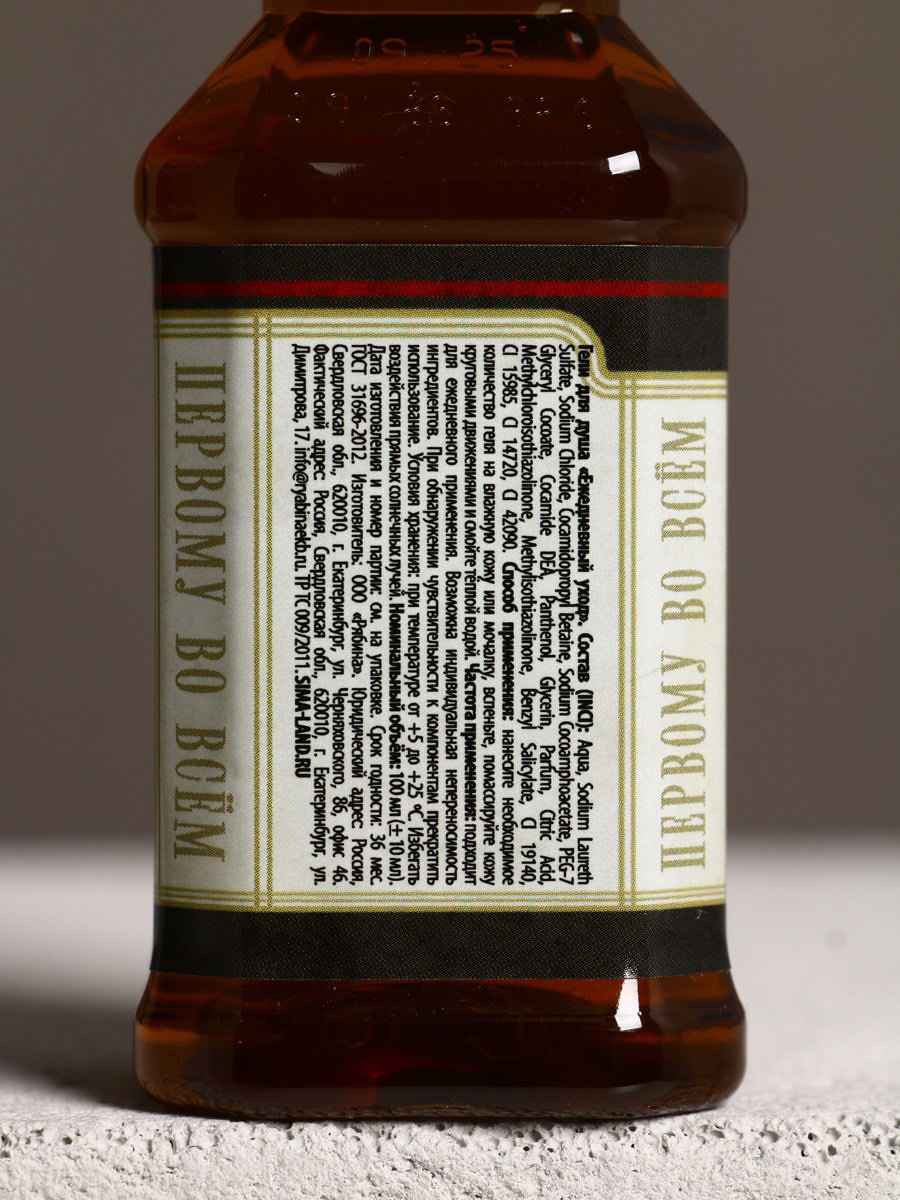 09 25
ПЕРВОМУ ВО ВСЁМ
Гель для душа «Ежедневный уход». Состав (INCI): Aqua, Sodium Laureth
Sulfate, Sodium Chloride, Cocamidopropyl Betaine, Sodium Cocoamphoacetate, PEG-7
Glyceryl Cocoate, Cocamide DEA, Panthenol, Glycerin, Parfum, Citric Acid,
Methylchloroisothiazolinone, Methylisothiazolinone, Benzyl Salicylate, CI 19140,
CI 15985, CI 14720, CI 42090. Способ применения: нанесите необходимое
количество геля на влажную кожу или мочалку, вспеньте, помассируйте кожу
круговыми движениями и смойте тёплой водой. Частота применения: подходит
для ежедневного применения. Возможна индивидуальная непереносимость
ингредиентов. При обнаружении чувствительности к компонентам прекратить
использование. Условия хранения: при температуре от +5 до +25 °C. Избегать
воздействия прямых солнечных лучей. Номинальный объём: 100 мл (± 10 мл).
Дата изготовления и номер партии: см. на упаковке. Срок годности: 36 мес.
ГОСТ 31696-2012. Изготовитель: ООО «Рябина». Юридический адрес: Россия,
Свердловская обл., 620010, г. Екатеринбург, ул. Черняховского, 86, офис 46.
Фактический адрес: Россия, Свердловская обл., 620010, г. Екатеринбург, ул.
Димитрова, 17. info@ryabinaekb.ru. ТР ТС 009/2011. SIMA-LAND.RU
ПЕРВОМУ ВО ВСЁМ